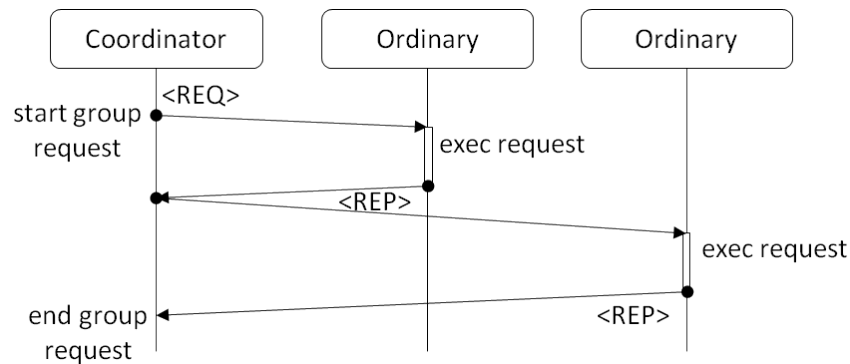 Coordinator
Ordinary
Ordinary
<REQ>
start group
request
exec request
<REP>
exec request
end group
request
<REP>